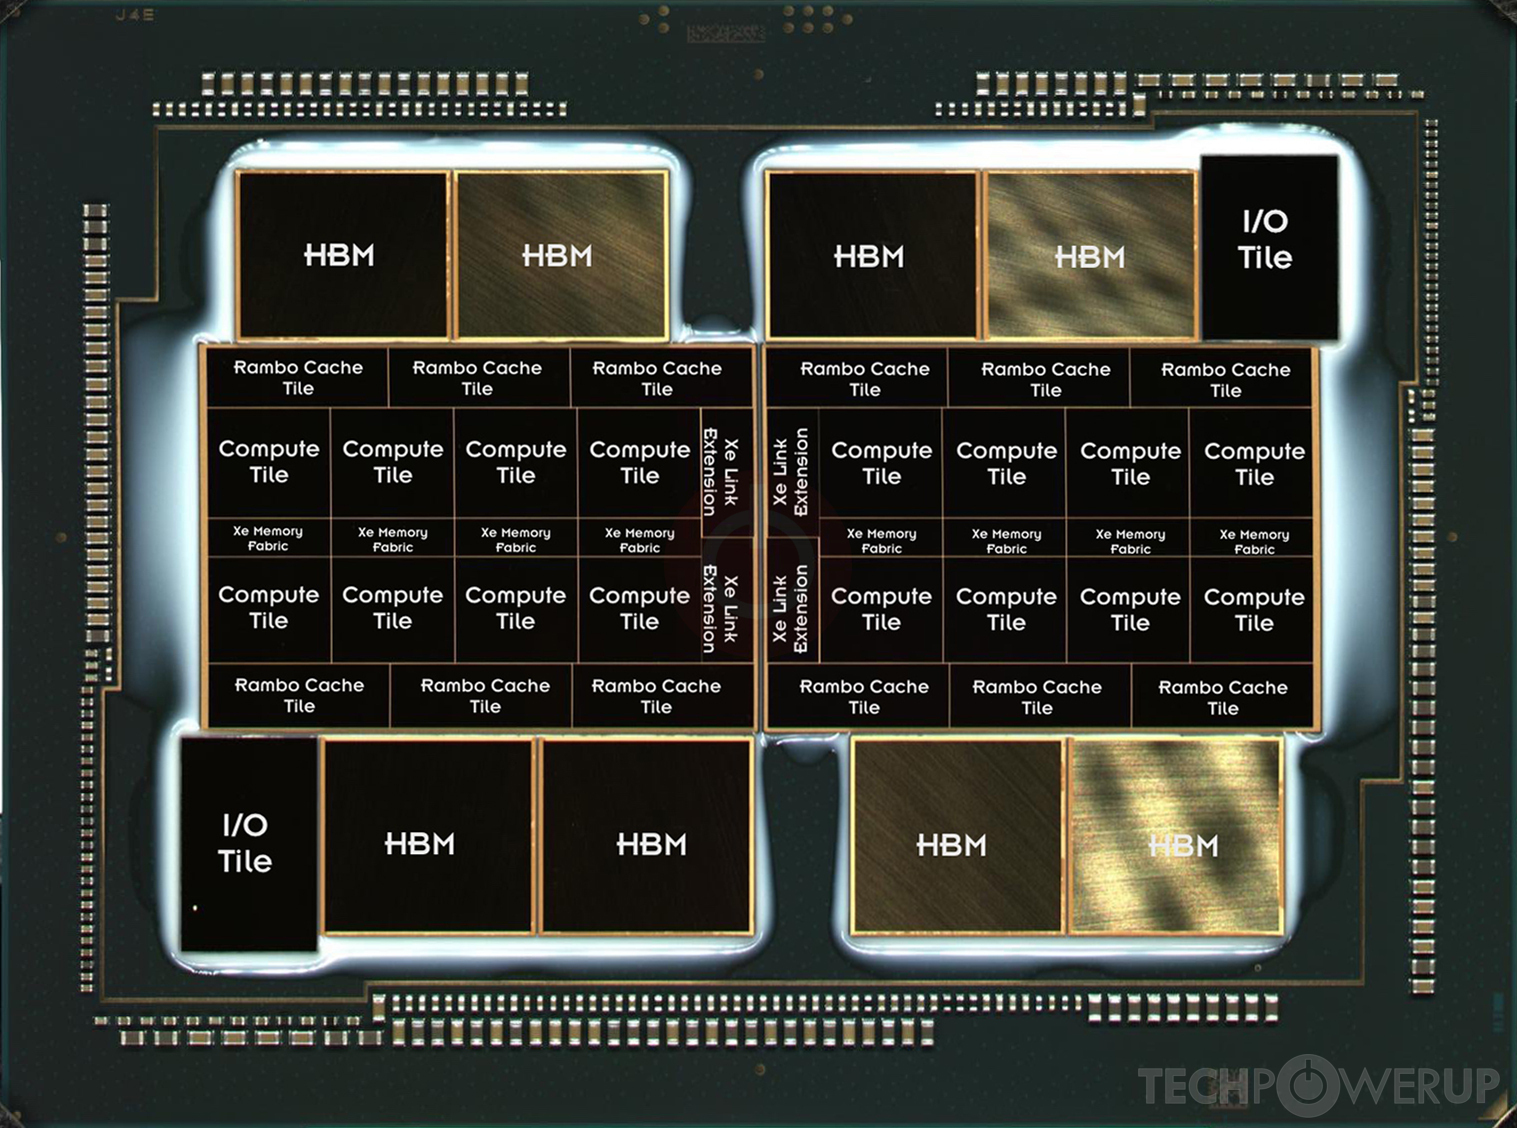 J4E
HBM
HBM
HBM
HBM
I/O
Tile
Rambo Cache
Tile
Rambo Cache
Tile
Rambo Cache
Tile
Rambo Cache
Tile
Rambo Cache
Tile
Rambo Cache
Tile
Compute
Tile
Compute
Tile
Compute
Tile
Compute
Tile
Xe Link
Extension
Xe Link
Extension
Compute
Tile
Compute
Tile
Compute
Tile
Compute
Tile
Xe Memory
Fabric
Xe Memory
Fabric
Xe Memory
Fabric
Xe Memory
Fabric
Xe Memory
Fabric
Xe Memory
Fabric
Xe Memory
Fabric
Xe Memory
Fabric
Compute
Tile
Compute
Tile
Compute
Tile
Compute
Tile
Xe Link
Extension
Xe Link
Extension
Compute
Tile
Compute
Tile
Compute
Tile
Compute
Tile
Rambo Cache
Tile
Rambo Cache
Tile
Rambo Cache
Tile
Rambo Cache
Tile
Rambo Cache
Tile
Rambo Cache
Tile
I/O
Tile
HBM
HBM
HBM
HBM
TECHPOWERUP